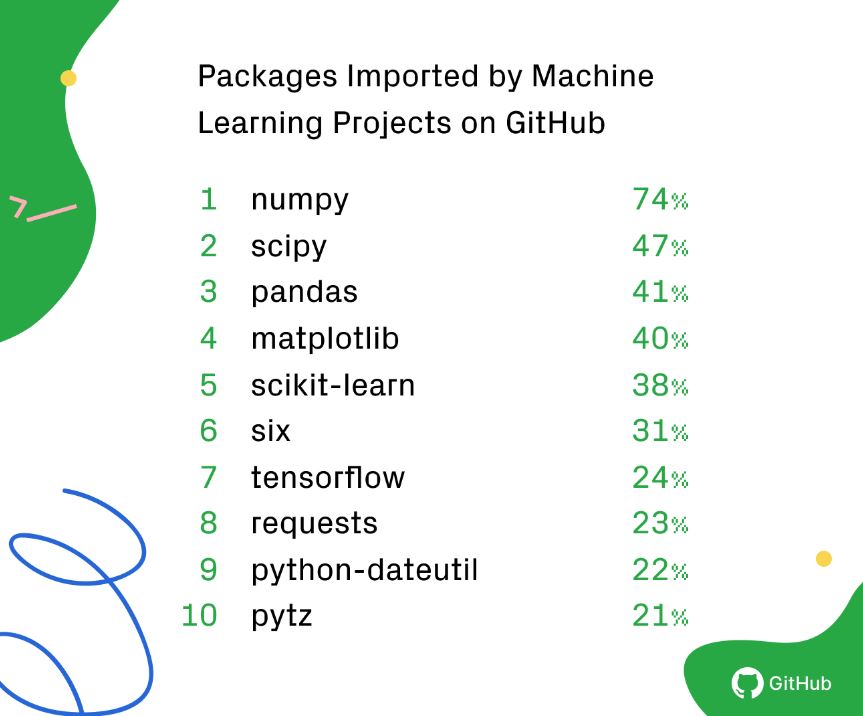 Packages Imported by Machine
Learning Projects on GitHub
1 numpy 74%
2 scipy 47%
3 pandas 41%
4 matplotlib 40%
5 scikit-learn 38%
6 six 31%
7 tensorflow 24%
8 requests 23%
9 python-dateutil 22%
10 pytz 21%
GitHub